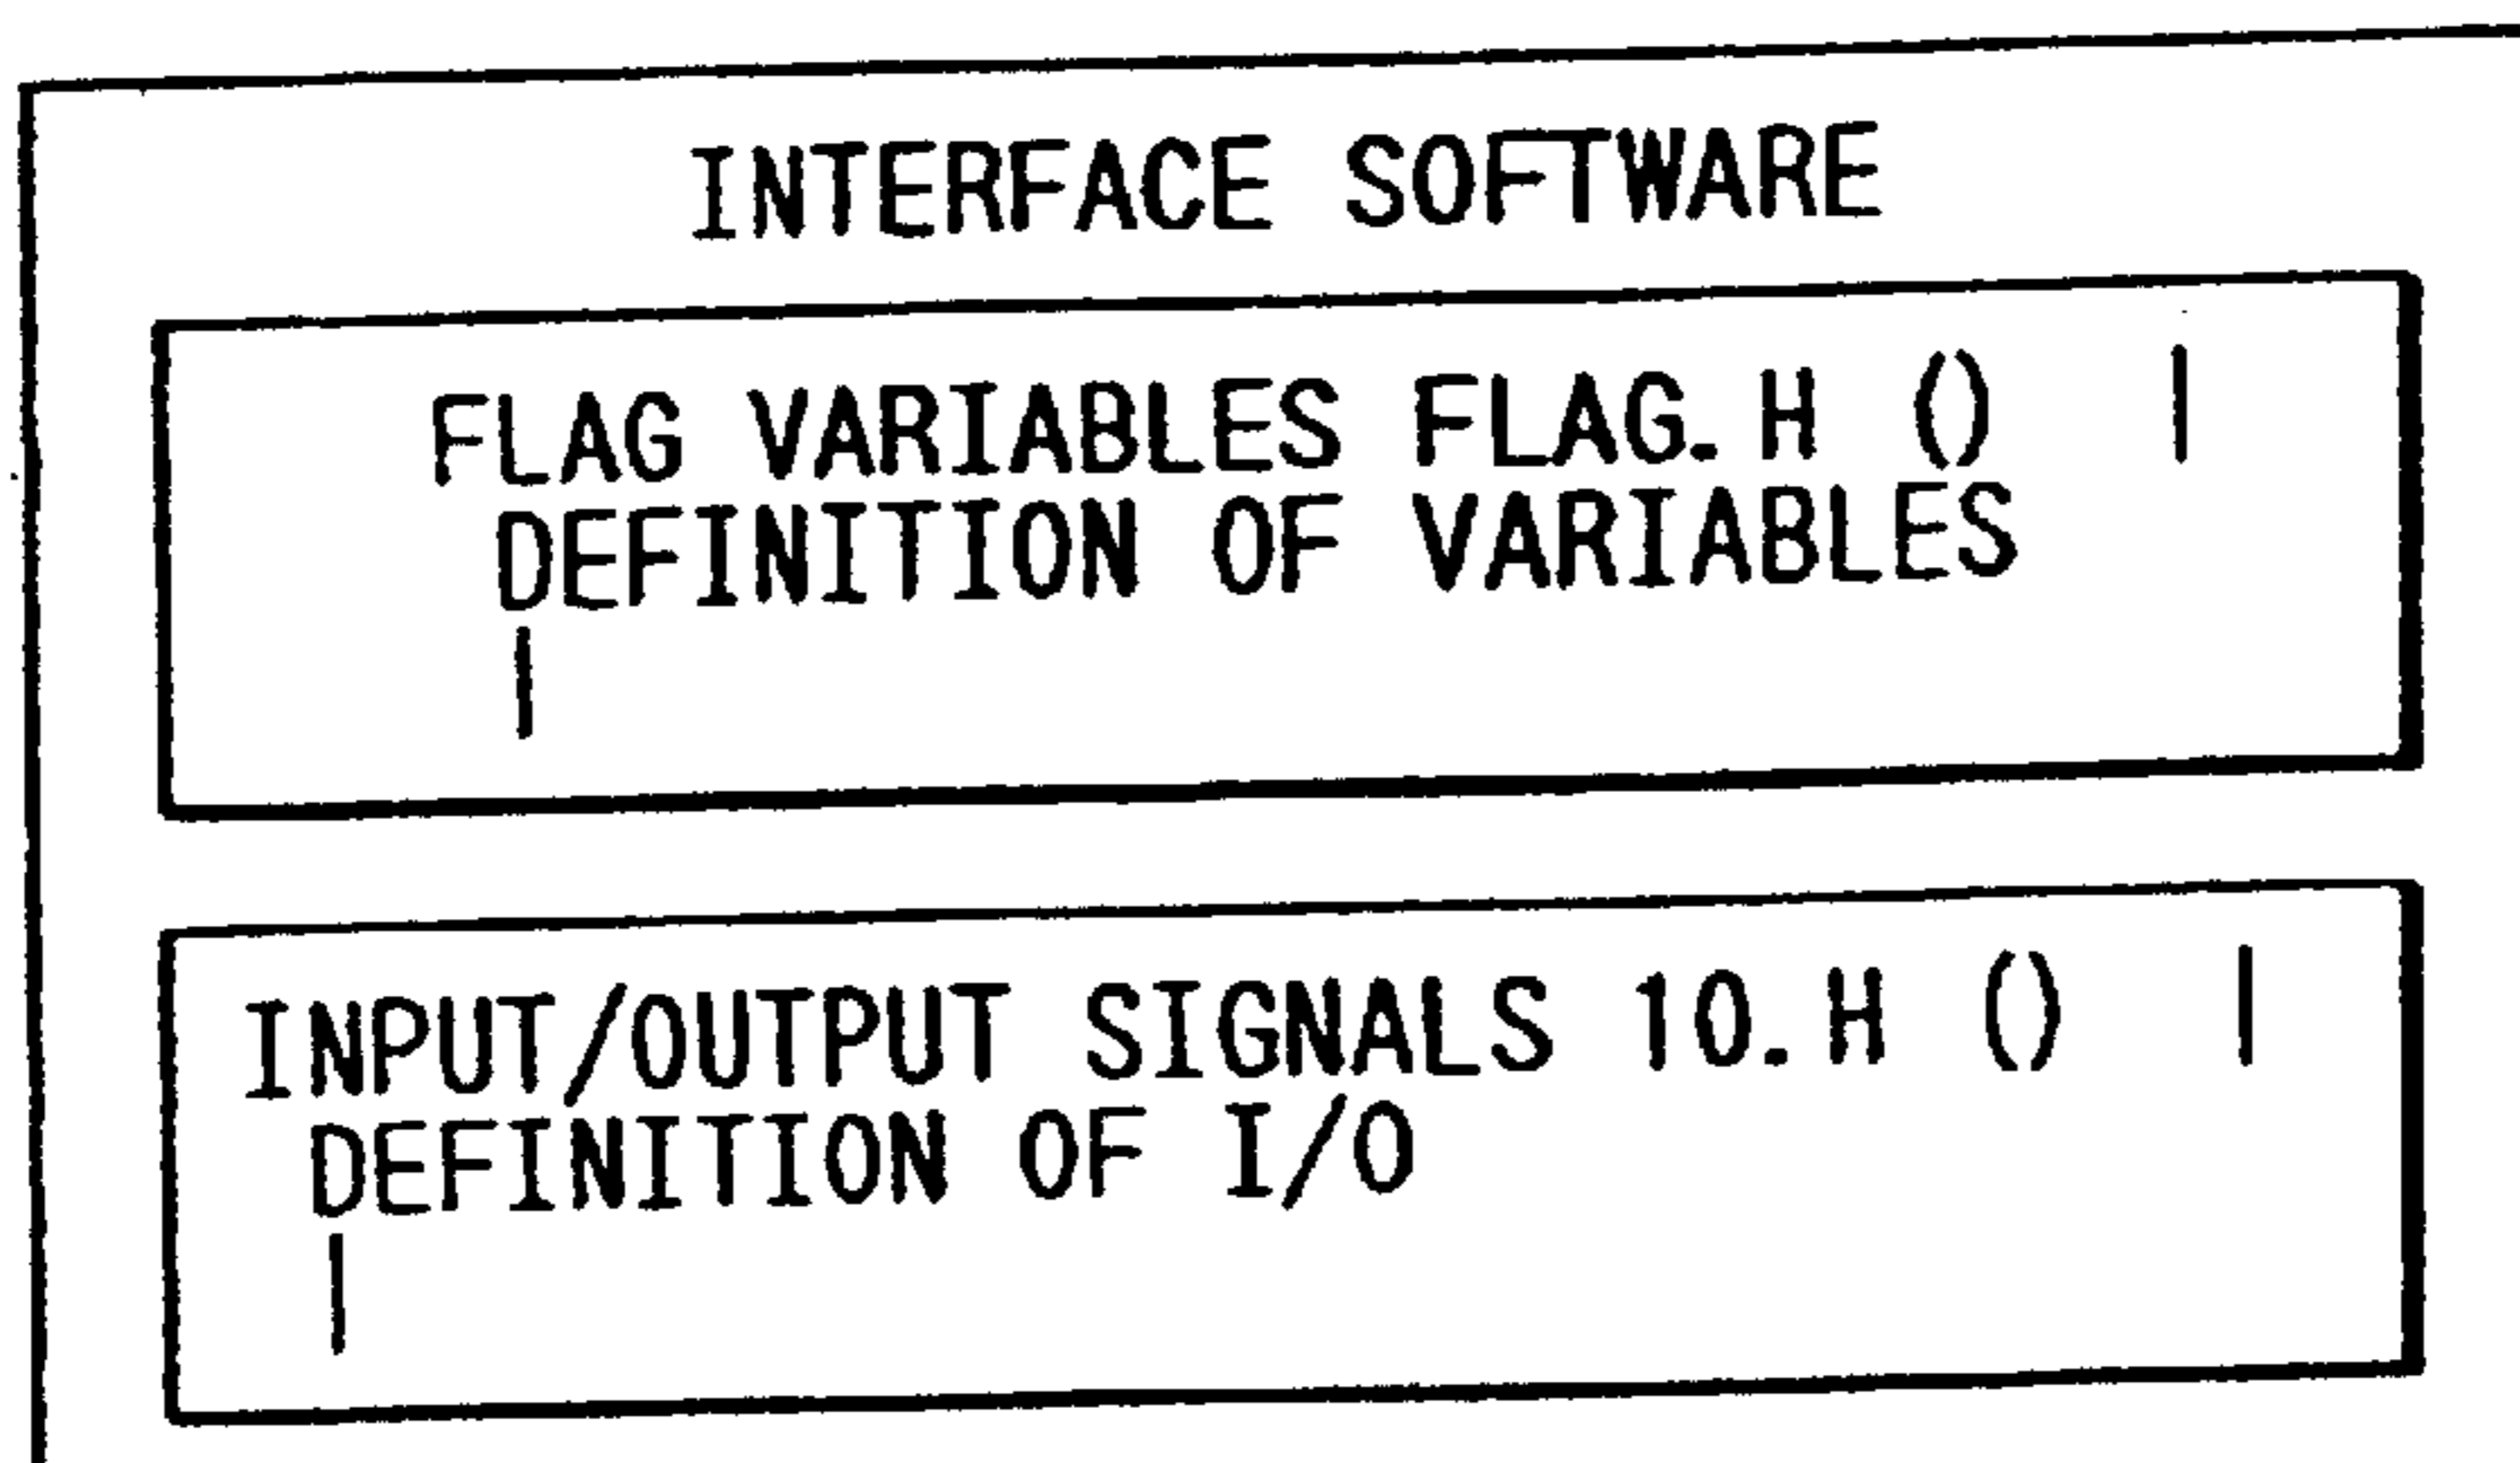 INTERFACE SOFTWARE
FLAG VARIABLES FLAG. H () |
DEFINITION OF VARIABLES
|
INPUT/OUTPUT SIGNALS 10. H () |
DEFINITION OF I/O
|